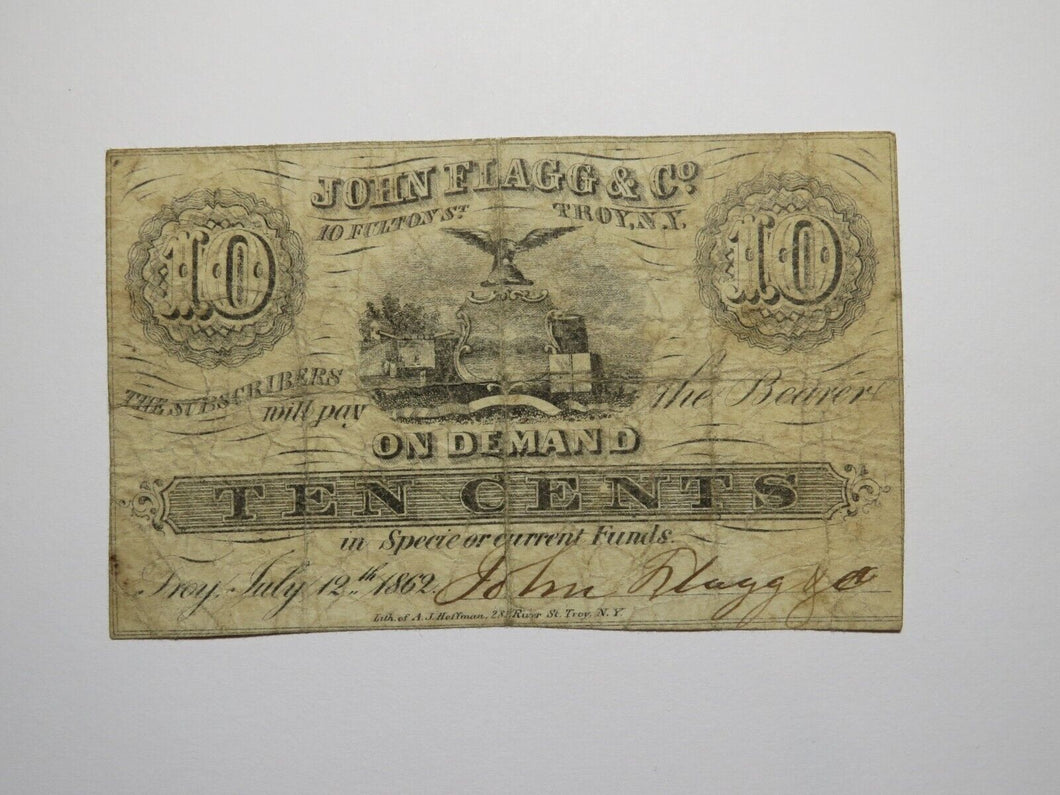 JOHN FLAGG & Co.
10 FULTON ST TROY, N.Y.
10 10
THE SUBSCRIBERS
will pay the Bearer
ON DEMAND
TEN CENTS
in Specie or current Funds.
Troy, July 12th 1862. John Flagg & Co
Lith. of A. J. Hoffman, River St. Troy, N.Y.